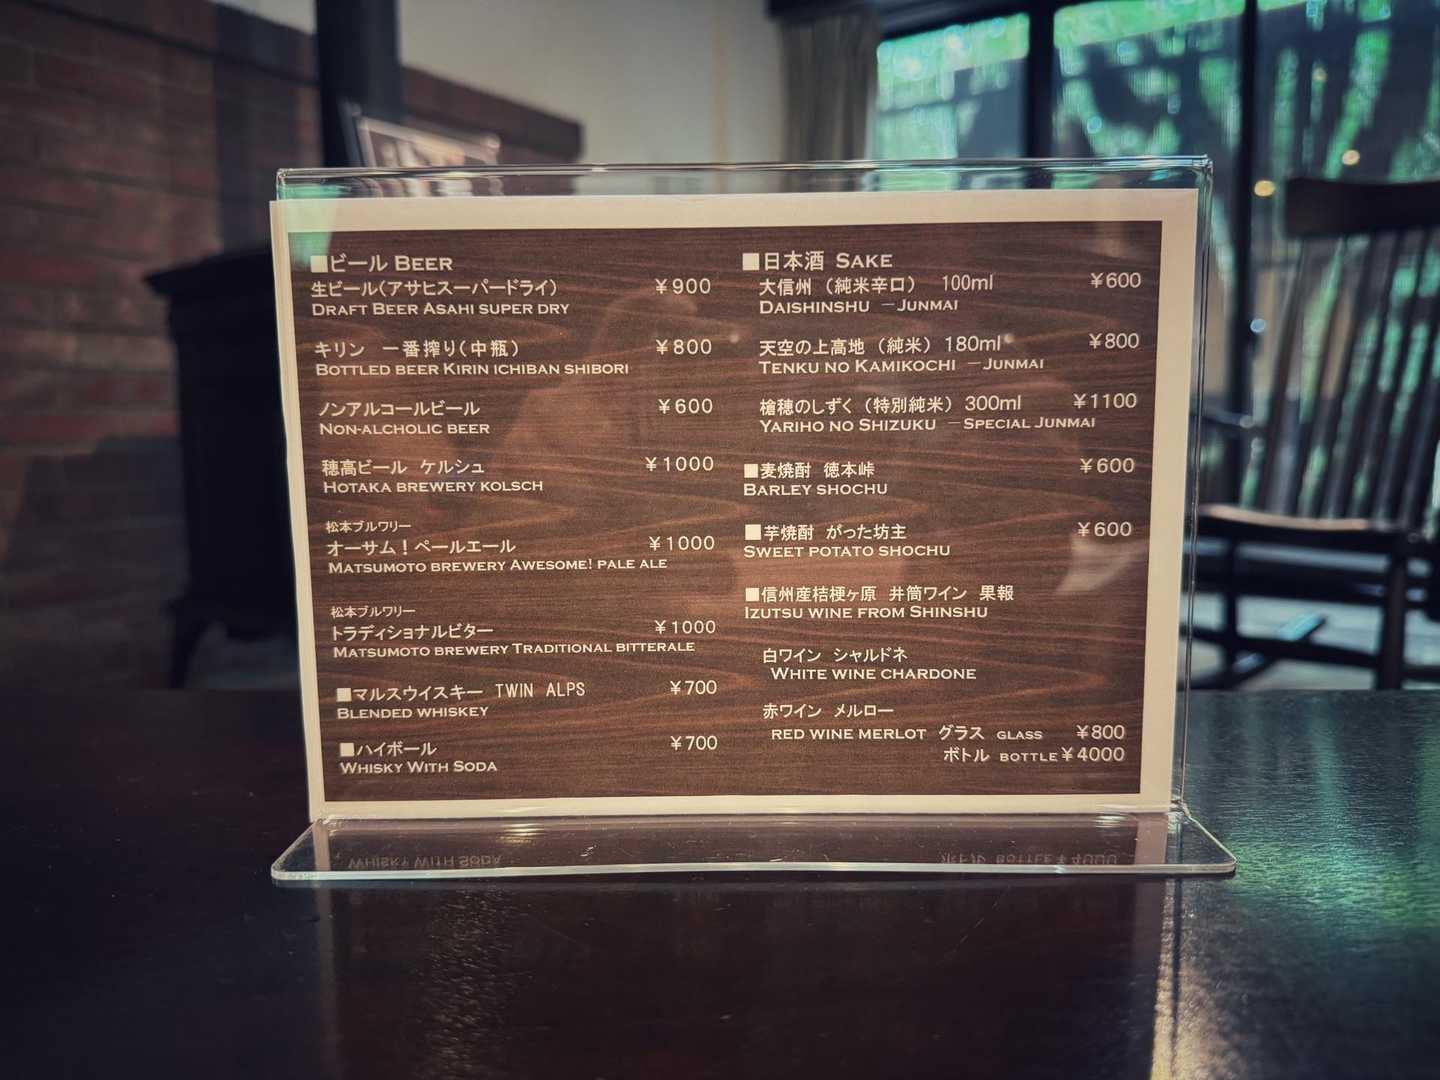 ■ビール BEER
生ビール(アサヒスーパードライ) ¥900
DRAFT BEER ASAHI SUPER DRY
キリン 一番搾り(中瓶) ¥800
BOTTLED BEER KIRIN ICHIBAN SHIBORI
ノンアルコールビール ¥600
NON-ALCHOLIC BEER
穂高ビール ケルシュ ¥1000
HOTAKA BREWERY KOLSCH
松本ブルワリー
オーサム！ペールエール ¥1000
MATSUMOTO BREWERY AWESOME! PALE ALE
松本ブルワリー
トラディショナルビター ¥1000
MATSUMOTO BREWERY TRADITIONAL BITTERALE
■マルスウイスキー TWIN ALPS ¥700
BLENDED WHISKEY
■ハイボール ¥700
WHISKY WITH SODA
■日本酒 SAKE
大信州（純米辛口） 100ml ¥600
DAISHINSHU －JUNMAI
天空の上高地（純米）180ml ¥800
TENKU NO KAMIKOCHI －JUNMAI
槍穂のしずく（特別純米）300ml ¥1100
YARIHO NO SHIZUKU －SPECIAL JUNMAI
■麦焼酎 徳本峠 ¥600
BARLEY SHOCHU
■芋焼酎 がった坊主 ¥600
SWEET POTATO SHOCHU
■信州産桔梗ヶ原 井筒ワイン 果報
IZUTSU WINE FROM SHINSHU
白ワイン シャルドネ
WHITE WINE CHARDONE
赤ワイン メルロー
RED WINE MERLOT グラス GLASS ¥800
ボトル BOTTLE ¥4000